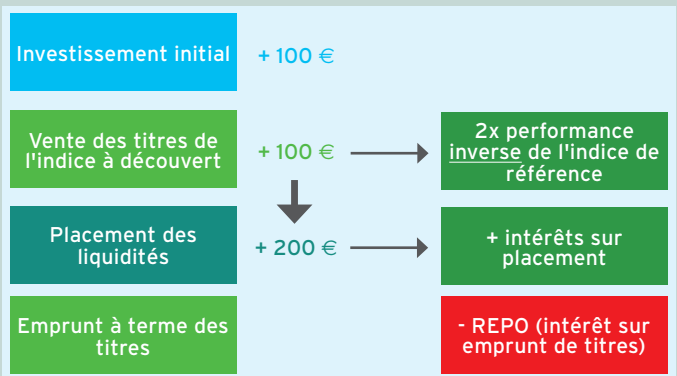 Investissement initial
+ 100 €
Vente des titres de
l'indice à découvert
+ 100 €
2x performance
inverse de l'indice de
référence
Placement des
liquidités
+ 200 €
+ intérêts sur
placement
Emprunt à terme des
titres
- REPO (intérêt sur
emprunt de titres)